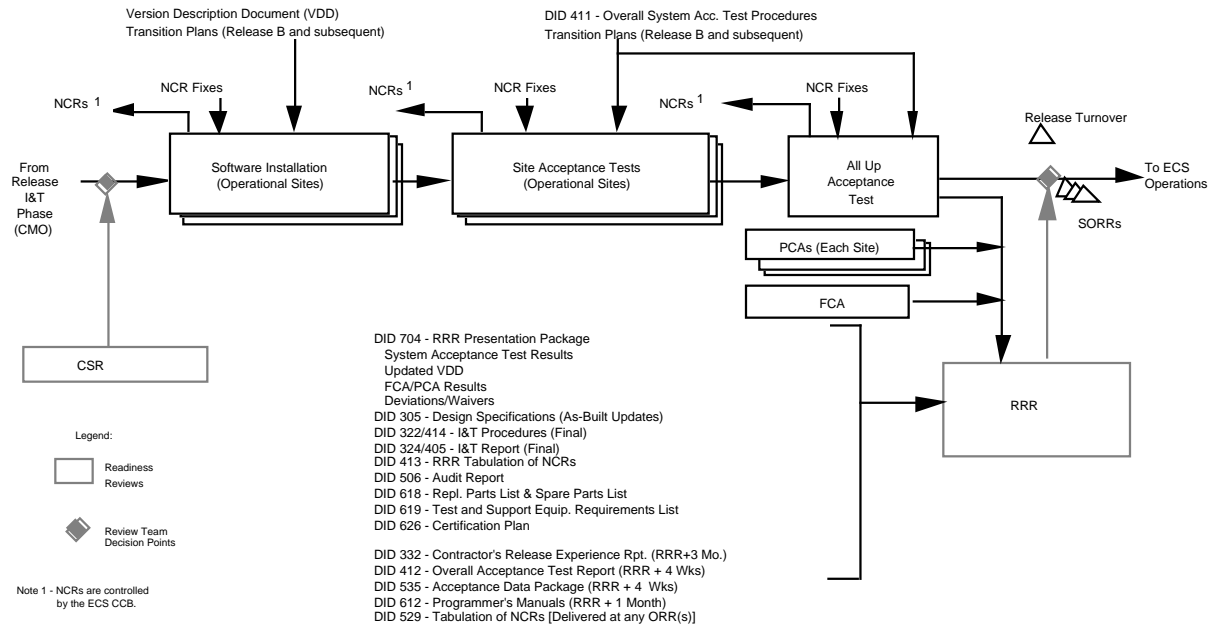 Version Description Document (VDD)
Transition Plans (Release B and subsequent)
DID 411 - Overall System Acc. Test Procedures
Transition Plans (Release B and subsequent)
NCRs 1
NCR Fixes
NCRs 1
NCR Fixes
NCRs 1
NCR Fixes
Release Turnover
From
Release
I&T
Phase
(CMO)
Software Installation
(Operational Sites)
Site Acceptance Tests
(Operational Sites)
All Up
Acceptance
Test
To ECS
Operations
SORRs
PCAs (Each Site)
FCA
CSR
RRR
DID 704 - RRR Presentation Package
System Acceptance Test Results
Updated VDD
FCA/PCA Results
Deviations/Waivers
DID 305 - Design Specifications (As-Built Updates)
DID 322/414 - I&T Procedures (Final)
DID 324/405 - I&T Report (Final)
DID 413 - RRR Tabulation of NCRs
DID 506 - Audit Report
DID 618 - Repl. Parts List & Spare Parts List
DID 619 - Test and Support Equip. Requirements List
DID 626 - Certification Plan
DID 332 - Contractor's Release Experience Rpt. (RRR+3 Mo.)
DID 412 - Overall Acceptance Test Report (RRR + 4 Wks)
DID 535 - Acceptance Data Package (RRR + 4 Wks)
DID 612 - Programmer's Manuals (RRR + 1 Month)
DID 529 - Tabulation of NCRs [Delivered at any ORR(s)]
Legend:
Readiness
Reviews
Review Team
Decision Points
Note 1 - NCRs are controlled
by the ECS CCB.